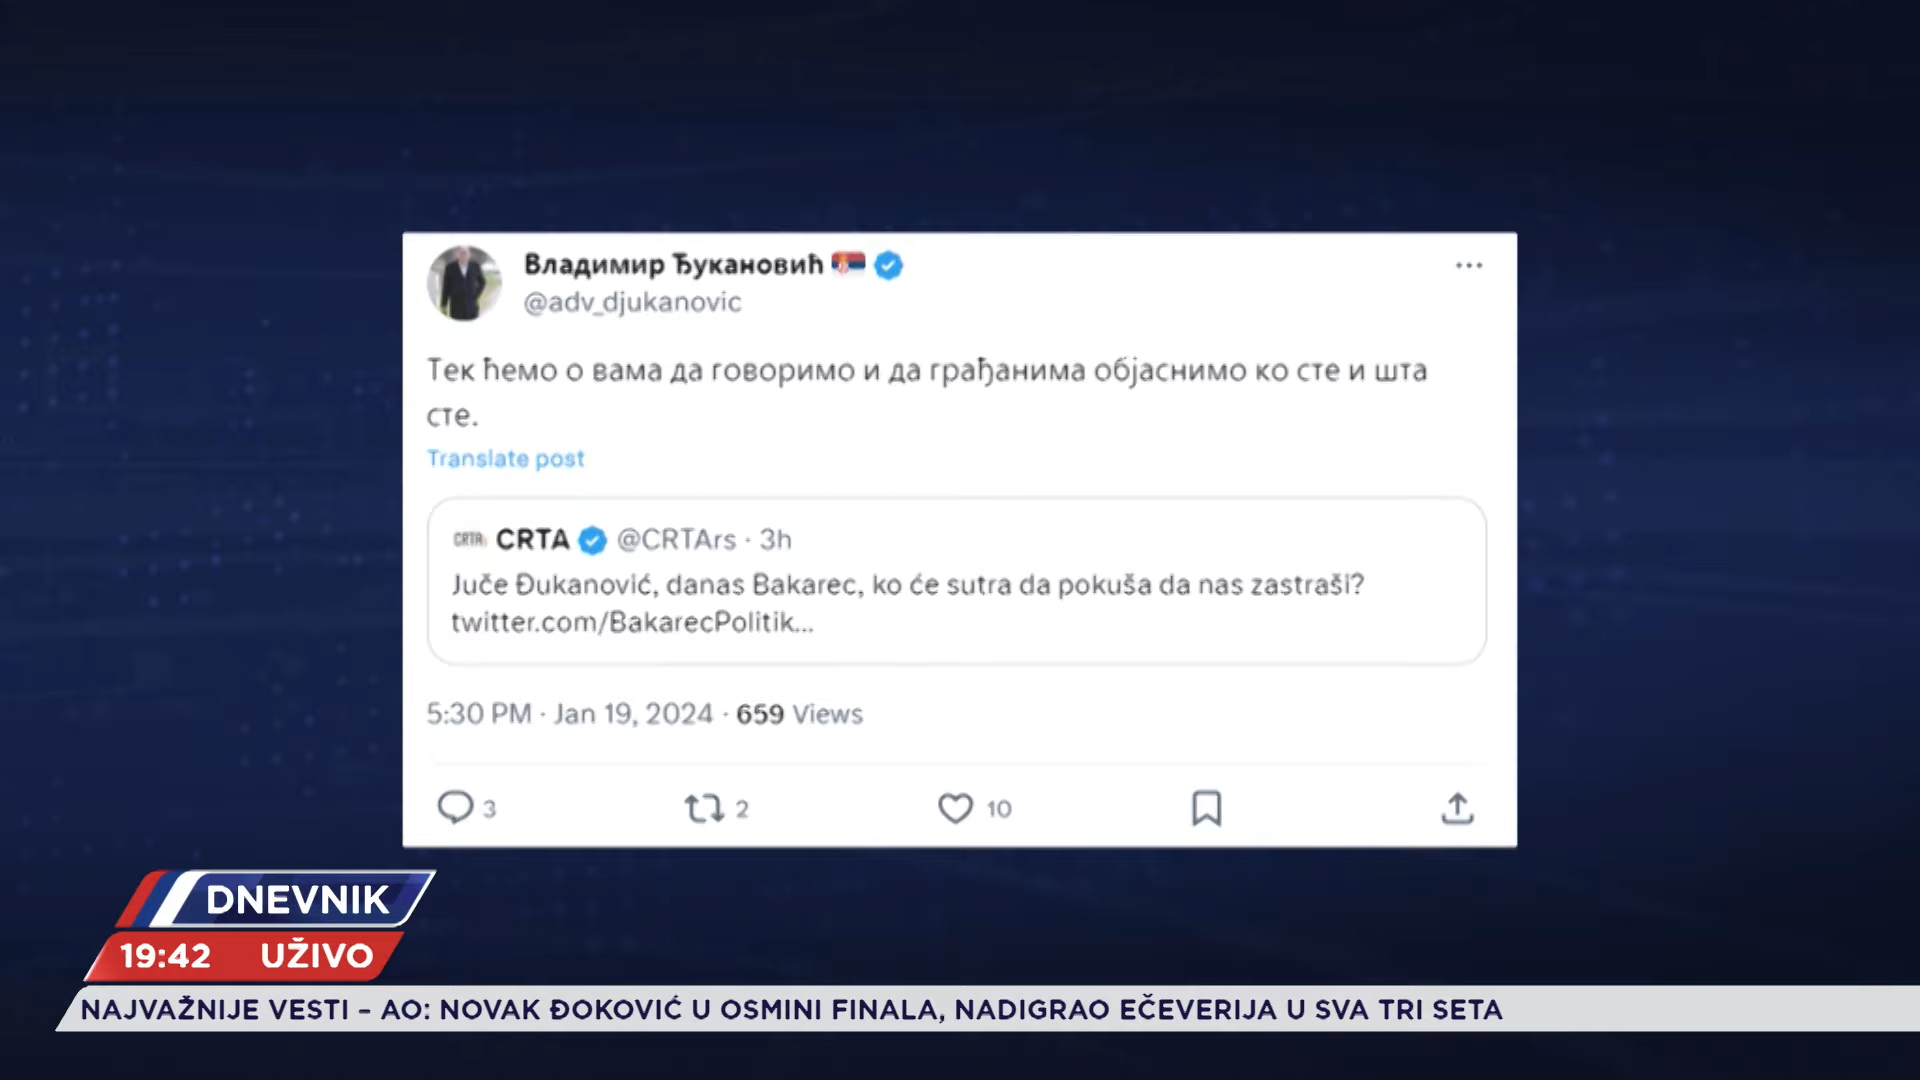 Владимир Ђукановић
@adv_djukanovic
Тек ћемо о вама да говоримо и да грађанима објаснимо ко сте и шта
сте.
Translate post
CRTA CRTA @CRTArs · 3h
Juče Đukanović, danas Bakarec, ko će sutra da pokuša da nas zastraši?
twitter.com/BakarecPolitik...
5:30 PM · Jan 19, 2024 · 659 Views
3 2 10
DNEVNIK
19:42 UŽIVO
NAJVAŽNIJE VESTI – AO: NOVAK ĐOKOVIĆ U OSMINI FINALA, NADIGRAO EČEVERIJA U SVA TRI SETA